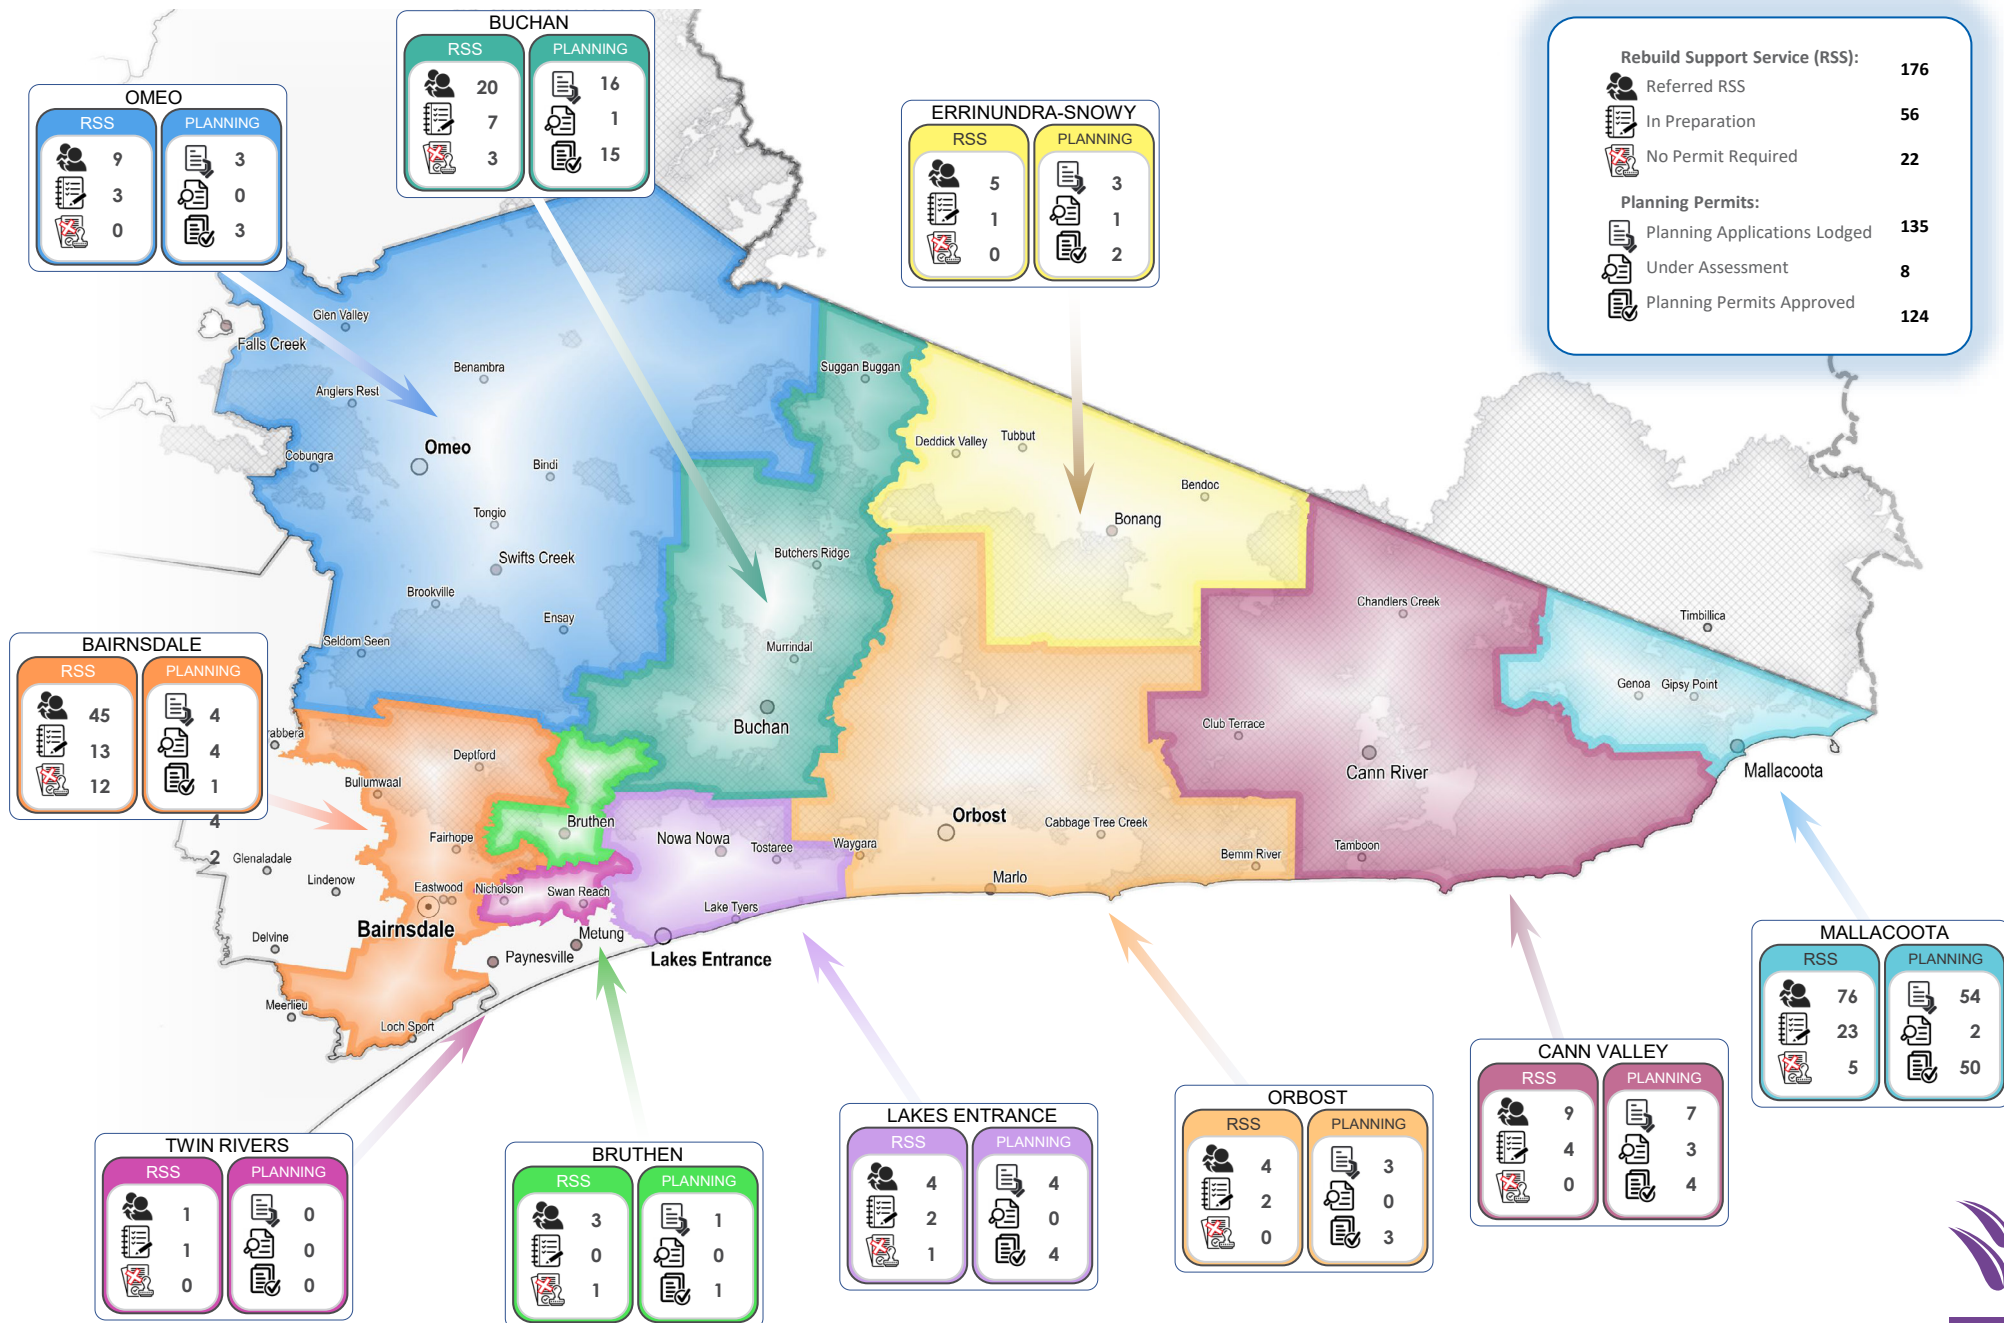 BUCHAN
RSS PLANNING
20 16
7 1
3 15
OMEO
RSS PLANNING
9 3
3 0
0 3
ERRINUNDRA-SNOWY
RSS PLANNING
5 3
1 1
0 2
Rebuild Support Service (RSS): 176
Referred RSS
In Preparation 56
No Permit Required 22
Planning Permits:
Planning Applications Lodged 135
Under Assessment 8
Planning Permits Approved 124
Glen Valley
Falls Creek
Benambra
Suggan Buggan
Anglers Rest
Omeo
Deddick Valley
Tubbut
Cobungra
Bindi
Bendoc
Tongio
Bonang
Swifts Creek
Butchers Ridge
Brookville
Chandlers Creek
Ensay
Timbillica
Seldom Seen
Murrindal
Genoa
Gipsy Point
BAIRNSDALE
RSS PLANNING
45 4
13 4
12 1
4
2
rabbera
Deptford
Buchan
Club Terrace
Bullumwaal
Cann River
Mallacoota
Bruthen
Orbost
Cabbage Tree Creek
Fairhope
Nowa Nowa
Tostaree
Waygara
Tamboon
Bemm River
Glenaladale
Lindenow
Eastwood
Nicholson
Swan Reach
Marlo
Lake Tyers
Bairnsdale
Delvine
Metung
Paynesville
Lakes Entrance
Meerlieu
Loch Sport
MALLACOOTA
RSS PLANNING
76 54
23 2
5 50
CANN VALLEY
RSS PLANNING
9 7
4 3
0 4
ORBOST
RSS PLANNING
4 3
2 0
0 3
LAKES ENTRANCE
RSS PLANNING
4 4
2 0
1 4
TWIN RIVERS
RSS PLANNING
1 0
1 0
0 0
BRUTHEN
RSS PLANNING
3 1
0 0
1 1